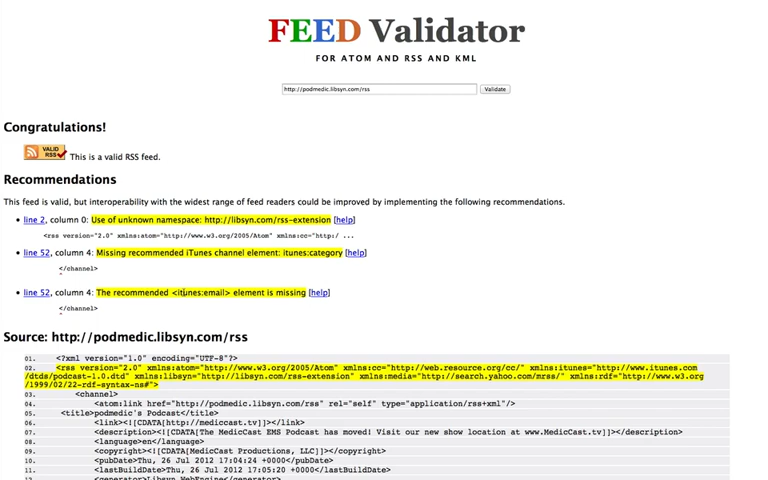 FEED Validator
FOR ATOM AND RSS AND KML
http://podmedic.libsyn.com/rss Validate
Congratulations!
VALID RSS This is a valid RSS feed.
Recommendations
This feed is valid, but interoperability with the widest range of feed readers could be improved by implementing the following recommendations.
• line 2, column 0: Use of unknown namespace: http://libsyn.com/rss-extension [help]
<rss version="2.0" xmlns:atom="http://www.w3.org/2005/Atom" xmlns:cc="http:/ ...
• line 52, column 4: Missing recommended iTunes channel element: itunes:category [help]
</channel>
^
• line 52, column 4: The recommended <itunes:email> element is missing [help]
</channel>
^
Source: http://podmedic.libsyn.com/rss
01. <?xml version="1.0" encoding="UTF-8"?>
02. <rss version="2.0" xmlns:atom="http://www.w3.org/2005/Atom" xmlns:cc="http://web.resource.org/cc/" xmlns:itunes="http://www.itunes.com
/dtds/podcast-1.0.dtd" xmlns:libsyn="http://libsyn.com/rss-extension" xmlns:media="http://search.yahoo.com/mrss/" xmlns:rdf="http://www.w3.org
/1999/02/22-rdf-syntax-ns#">
03. <channel>
04. <atom:link href="http://podmedic.libsyn.com/rss" rel="self" type="application/rss+xml"/>
05. <title>podmedic's Podcast</title>
06. <link><![CDATA[http://mediccast.tv]]></link>
07. <description><![CDATA[The MedicCast EMS Podcast has moved! Visit our new show location at www.MedicCast.tv]]></description>
08. <language>en</language>
09. <copyright><![CDATA[MedicCast Productions, LLC]]></copyright>
10. <pubDate>Thu, 26 Jul 2012 17:04:24 +0000</pubDate>
11. <lastBuildDate>Thu, 26 Jul 2012 17:05:20 +0000</lastBuildDate>
12. <generator>Libsyn WebEngine</generator>